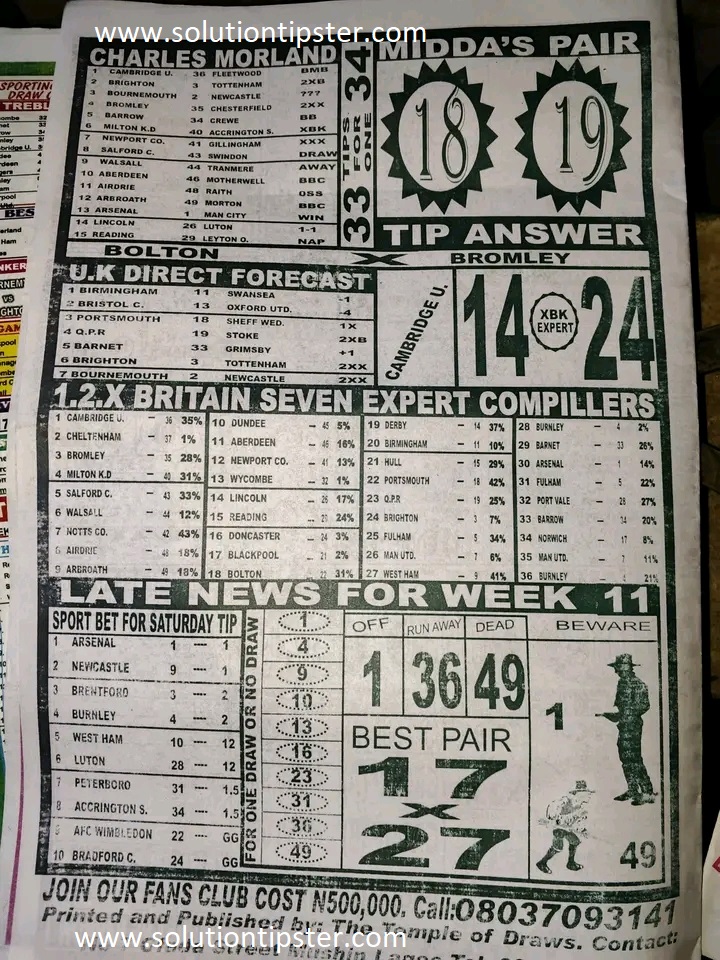 www.solutiontipster.com
CHARLES MORLAND
1 CAMBRIDGE U. 36 FLEETWOOD BMB
2 BRIGHTON 3 TOTTENHAM 2XB
3 BOURNEMOUTH 2 NEWCASTLE ???
4 BROMLEY 35 CHESTERFIELD 2XX
5 BARROW 34 CREWE BB
6 MILTON K.D 40 ACCRINGTON S. XBK
7 NEWPORT CO. 41 GILLINGHAM XXX
8 SALFORD C. 43 SWINDON DRAW
9 WALSALL 44 TRANMERE AWAY
10 ABERDEEN 46 MOTHERWELL BBC
11 AIRDRIE 48 RAITH 0SS
12 ARBROATH 49 MORTON BBC
13 ARSENAL 1 MAN CITY WIN
14 LINCOLN 26 LUTON 1-1
15 READING 29 LEYTON O. NAP
33 TIPS FOR ONE 34
MIDDA'S PAIR
18 19
TIP ANSWER
BOLTON X BROMLEY
U.K DIRECT FORECAST
1 BIRMINGHAM 11 SWANSEA -1
2 BRISTOL C. 13 OXFORD UTD. -4
3 PORTSMOUTH 18 SHEFF WED. 1X
4 Q.P.R 19 STOKE 2XB
5 BARNET 33 GRIMSBY +1
6 BRIGHTON 3 TOTTENHAM 2XX
7 BOURNEMOUTH 2 NEWCASTLE 2XX
CAMBRIDGE U.
14 XBK EXPERT 24
1.2.X BRITAIN SEVEN EXPERT COMPILLERS
1 CAMBRIDGE U. - 36 35%
2 CHELTENHAM - 37 1%
3 BROMLEY - 35 28%
4 MILTON K.D - 40 31%
5 SALFORD C. - 43 33%
6 WALSALL - 44 12%
7 NOTTS CO. - 42 43%
8 AIRDRIE - 48 18%
9 ARBROATH - 49 18%
10 DUNDEE - 45 5%
11 ABERDEEN - 46 16%
12 NEWPORT CO. - 41 13%
13 WYCOMBE - 32 1%
14 LINCOLN - 26 17%
15 READING 24%
16 DONCASTER - 24 3%
17 BLACKPOOL - 21 2%
18 BOLTON 31%
19 DERBY - 14 37%
20 BIRMINGHAM - 11 10%
21 HULL - 15 29%
22 PORTSMOUTH - 18 42%
23 Q.P.R - 19 25%
24 BRIGHTON - 3 7%
25 FULHAM - 5 34%
26 MAN UTD. - 7 6%
27 WEST HAM - 9 41%
28 BURNLEY - 4 2%
29 BARNET - 33 26%
30 ARSENAL - 1 14%
31 FULHAM - 5 22%
32 PORT VALE - 28 27%
33 BARROW - 34 20%
34 NORWICH - 17 8%
35 MAN UTD. - 7 11%
36 BURNLEY - 4 21%
LATE NEWS FOR WEEK 11
SPORT BET FOR SATURDAY TIP
1 ARSENAL 1 ---- 1
2 NEWCASTLE 9 ---- 1
3 BRENTFORD 3 ---- 2
4 BURNLEY 4 ---- 2
5 WEST HAM 10 ---- 12
6 LUTON 28 ---- 12
7 PETERBORO 31 ---- 1.5
8 ACCRINGTON S. 34 ---- 1.5
9 AFC WIMBLEDON 22 ---- GG
10 BRADFORD C. 24 ---- GG
FOR ONE DRAW OR NO DRAW
1
4
9
10
13
16
23
31
36
49
OFF RUN AWAY DEAD
1 36 49
BEST PAIR
17
X
27
BEWARE
1
49
JOIN OUR FANS CLUB COST N500,000. Call:08037093141
Printed and Published by: The Temple of Draws. Contact:
www.solutiontipster.com